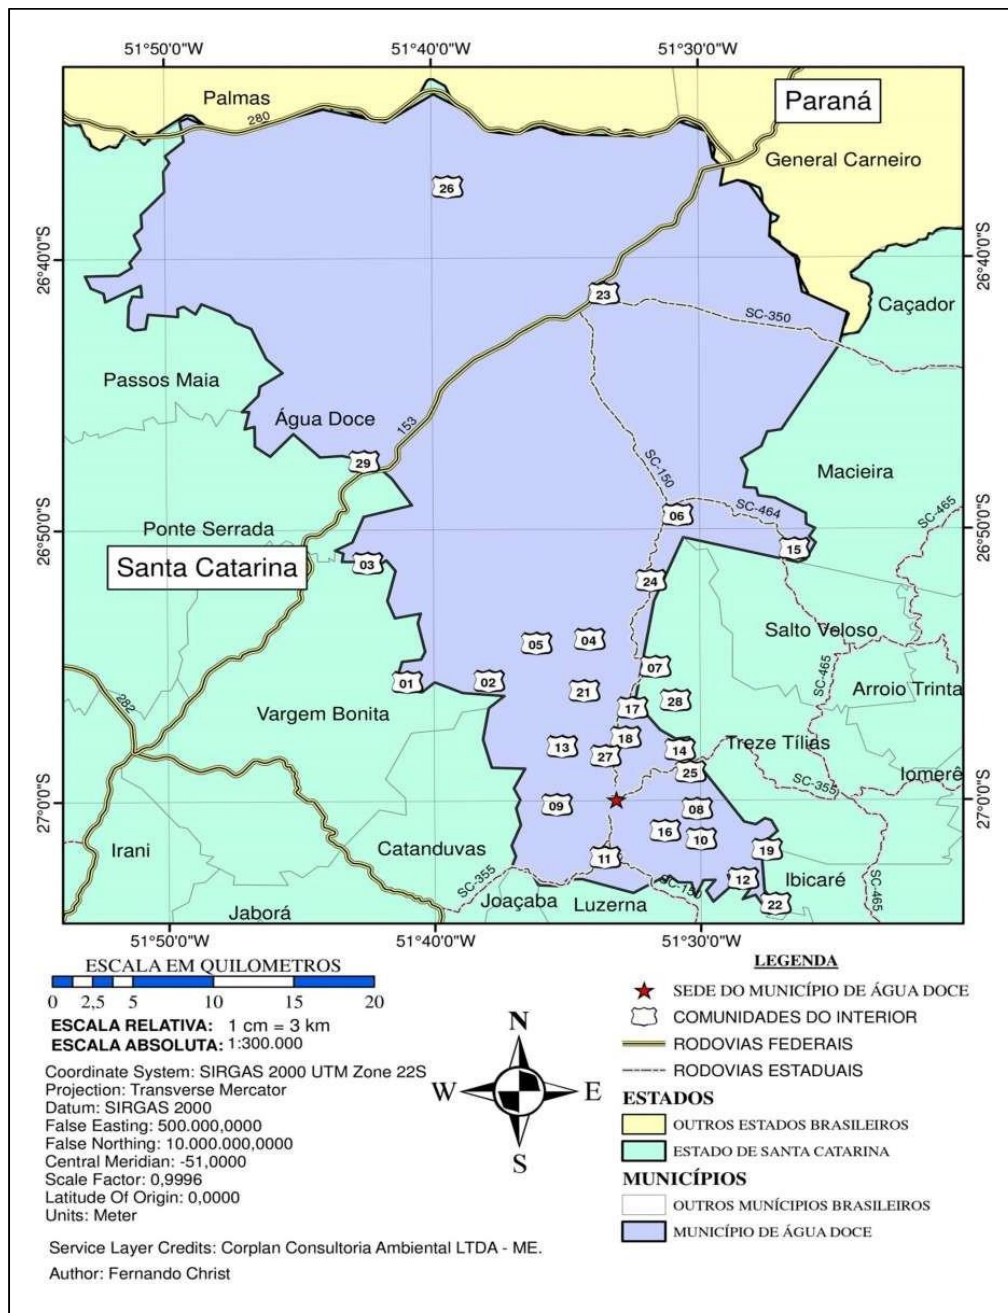 51°50'0"W 51°40'0"W 51°30'0"W
Palmas
280
Paraná
General Carneiro
26
26°40'0"S 26°40'0"S
23
Caçador
SC-350
Passos Maia
Água Doce
153
29
SC-150
Macieira
06
SC-464
SC-465
26°50'0"S 26°50'0"S
Ponte Serrada
15
Santa Catarina
03
24
Salto Veloso
05
04
07
SC-465
Arroio Trinta
01
02
21
28
282
Vargem Bonita
17
18
13
27
14
Treze Tílias
25
Iomerê
SC-355
27°0'0"S 27°0'0"S
09
08
16
10
Irani
Catanduvas
11
19
SC-355
12
Ibicaré
SC-465
SC-150
Jaborá
Joaçaba
Luzerna
22
51°50'0"W 51°40'0"W 51°30'0"W
ESCALA EM QUILOMETROS
0 2,5 5 10 15 20
ESCALA RELATIVA: 1 cm = 3 km
ESCALA ABSOLUTA: 1:300.000
Coordinate System: SIRGAS 2000 UTM Zone 22S
Projection: Transverse Mercator
Datum: SIRGAS 2000
False Easting: 500.000,0000
False Northing: 10.000.000,0000
Central Meridian: -51,0000
Scale Factor: 0,9996
Latitude Of Origin: 0,0000
Units: Meter
Service Layer Credits: Corplan Consultoria Ambiental LTDA - ME.
Author: Fernando Christ
N
W E
S
LEGENDA
SEDE DO MUNICÍPIO DE ÁGUA DOCE
COMUNIDADES DO INTERIOR
RODOVIAS FEDERAIS
RODOVIAS ESTADUAIS
ESTADOS
OUTROS ESTADOS BRASILEIROS
ESTADO DE SANTA CATARINA
MUNICÍPIOS
OUTROS MUNÍCIPIOS BRASILEIROS
MUNICÍPIO DE ÁGUA DOCE